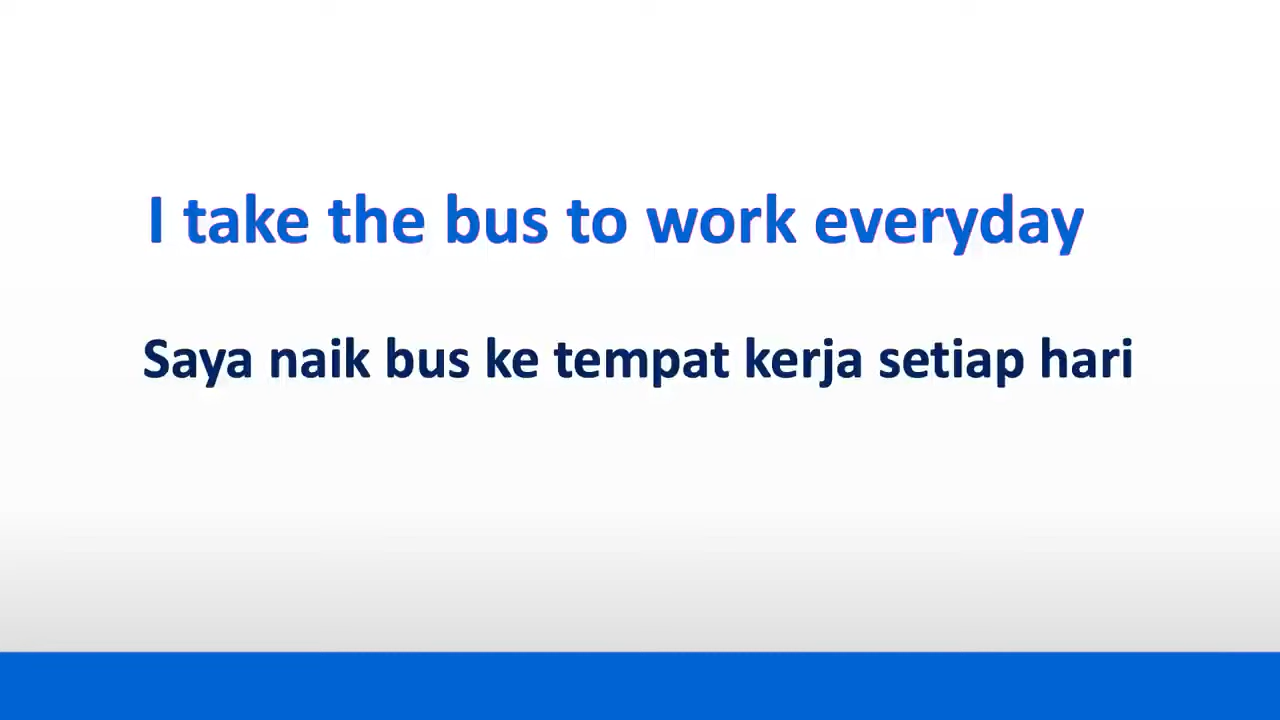 I take the bus to work everyday
Saya naik bus ke tempat kerja setiap hari